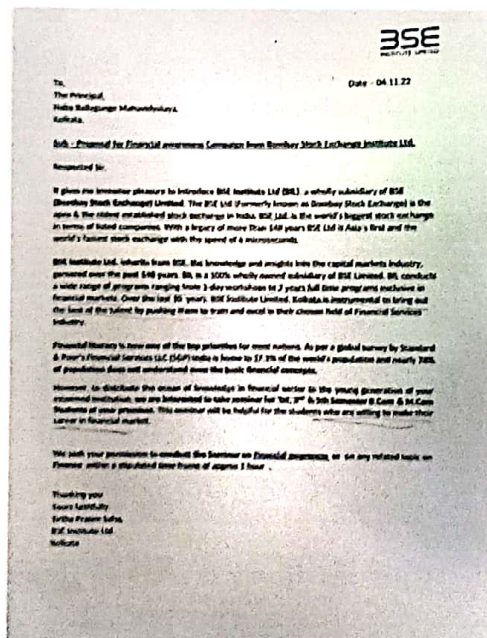 BSE
INSTITUTE LIMITED
To,
Date - 04.11.22
The Principal,
Kolkata.
Sub - Proposal for Financial awareness Campaign from Bombay Stock Exchange Institute Ltd.
Respected Sir,
It gives me immense pleasure to introduce BSE Institute Ltd (BIL), a wholly subsidiary of BSE
(Bombay Stock Exchange) Limited. The BSE Ltd (Formerly known as Bombay Stock Exchange) is the
apex & the oldest established stock exchange in India. BSE Ltd. is the world's biggest stock exchange
in terms of listed companies. With a legacy of more than 140 years BSE Ltd is Asia's first and the
world's fastest stock exchange with the speed of 6 microseconds.
BSE Institute Ltd. inherits from BSE, the knowledge and insights into the capital markets industry,
garnered over the past 140 years. BIL is a 100% wholly owned subsidiary of BSE Limited. BIL conducts
a wide range of programs ranging from 1-day workshops to 2 years full time programs inclusive in
financial markets. Over the last years, BSE Institute Limited, Kolkata is instrumental to bring out
the best of the talent by pushing them to train and excel in their chosen field of Financial Services
Industry.
Financial literacy is now one of the top priorities for most nations. As per a global survey by Standard
& Poor's Financial Services LLC (S&P) India is home to 17.5% of the world's population and nearly 76%
of population does not understand even the basic financial concepts.
However, to distribute the ocean of knowledge in financial sector to the young generation of your
esteemed institution, we are interested to take seminar for 1st, 3rd & 5th Semester B.Com & M.Com
Students of your premises. This seminar will be helpful for the students who are willing to make their
career in financial market.
We wish your permission to conduct the Seminar on Financial awareness, or on any related topic on
Finance within a stipulated time frame of approx 1 hour.
Thanking you
Yours faithfully
BSE Institute Ltd
Kolkata